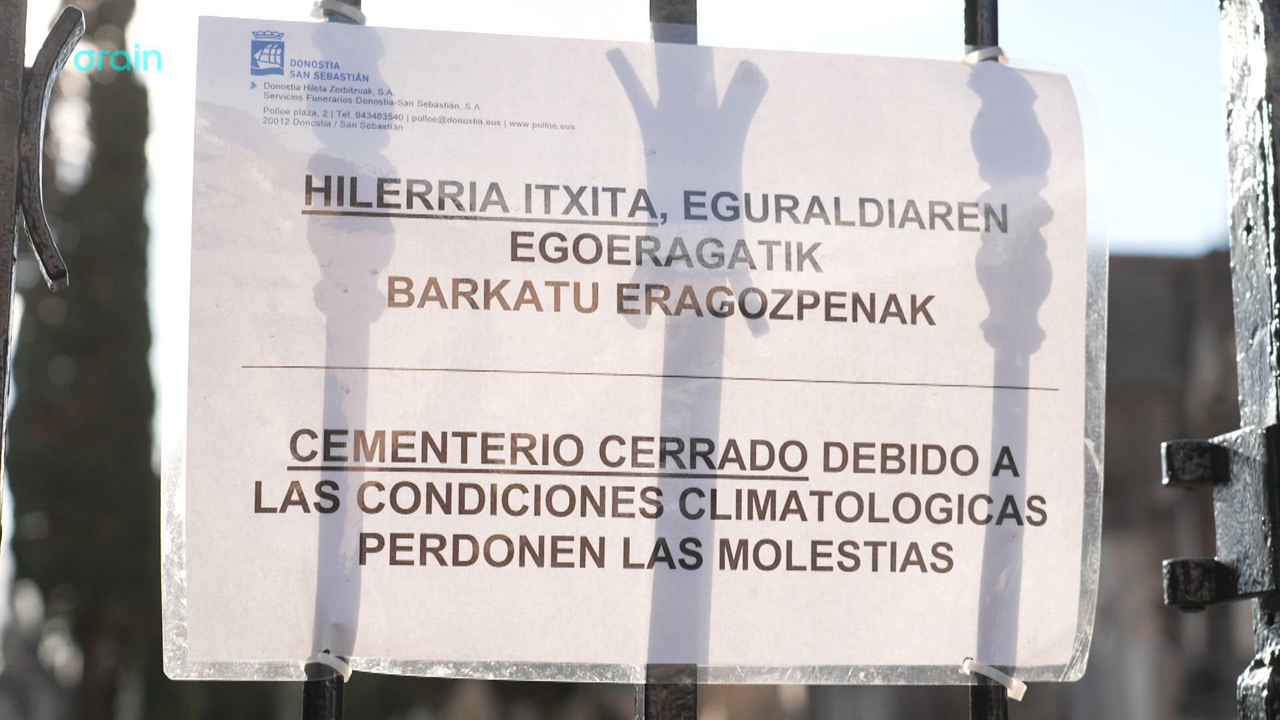 orain
DONOSTIA
SAN SEBASTIÁN
Donostia Hileta Zerbitzuak, S.A.
Servicios Funerarios Donostia-San Sebastián, S.A.
Polloe plaza, 2 | Tel. 943483540 | polloe@donostia.eus | www.polloe.eus
20012 Donostia / San Sebastián
HILERRIA ITXITA, EGURALDIAREN
EGOERAGATIK
BARKATU ERAGOZPENAK
CEMENTERIO CERRADO DEBIDO A
LAS CONDICIONES CLIMATOLOGICAS
PERDONEN LAS MOLESTIAS